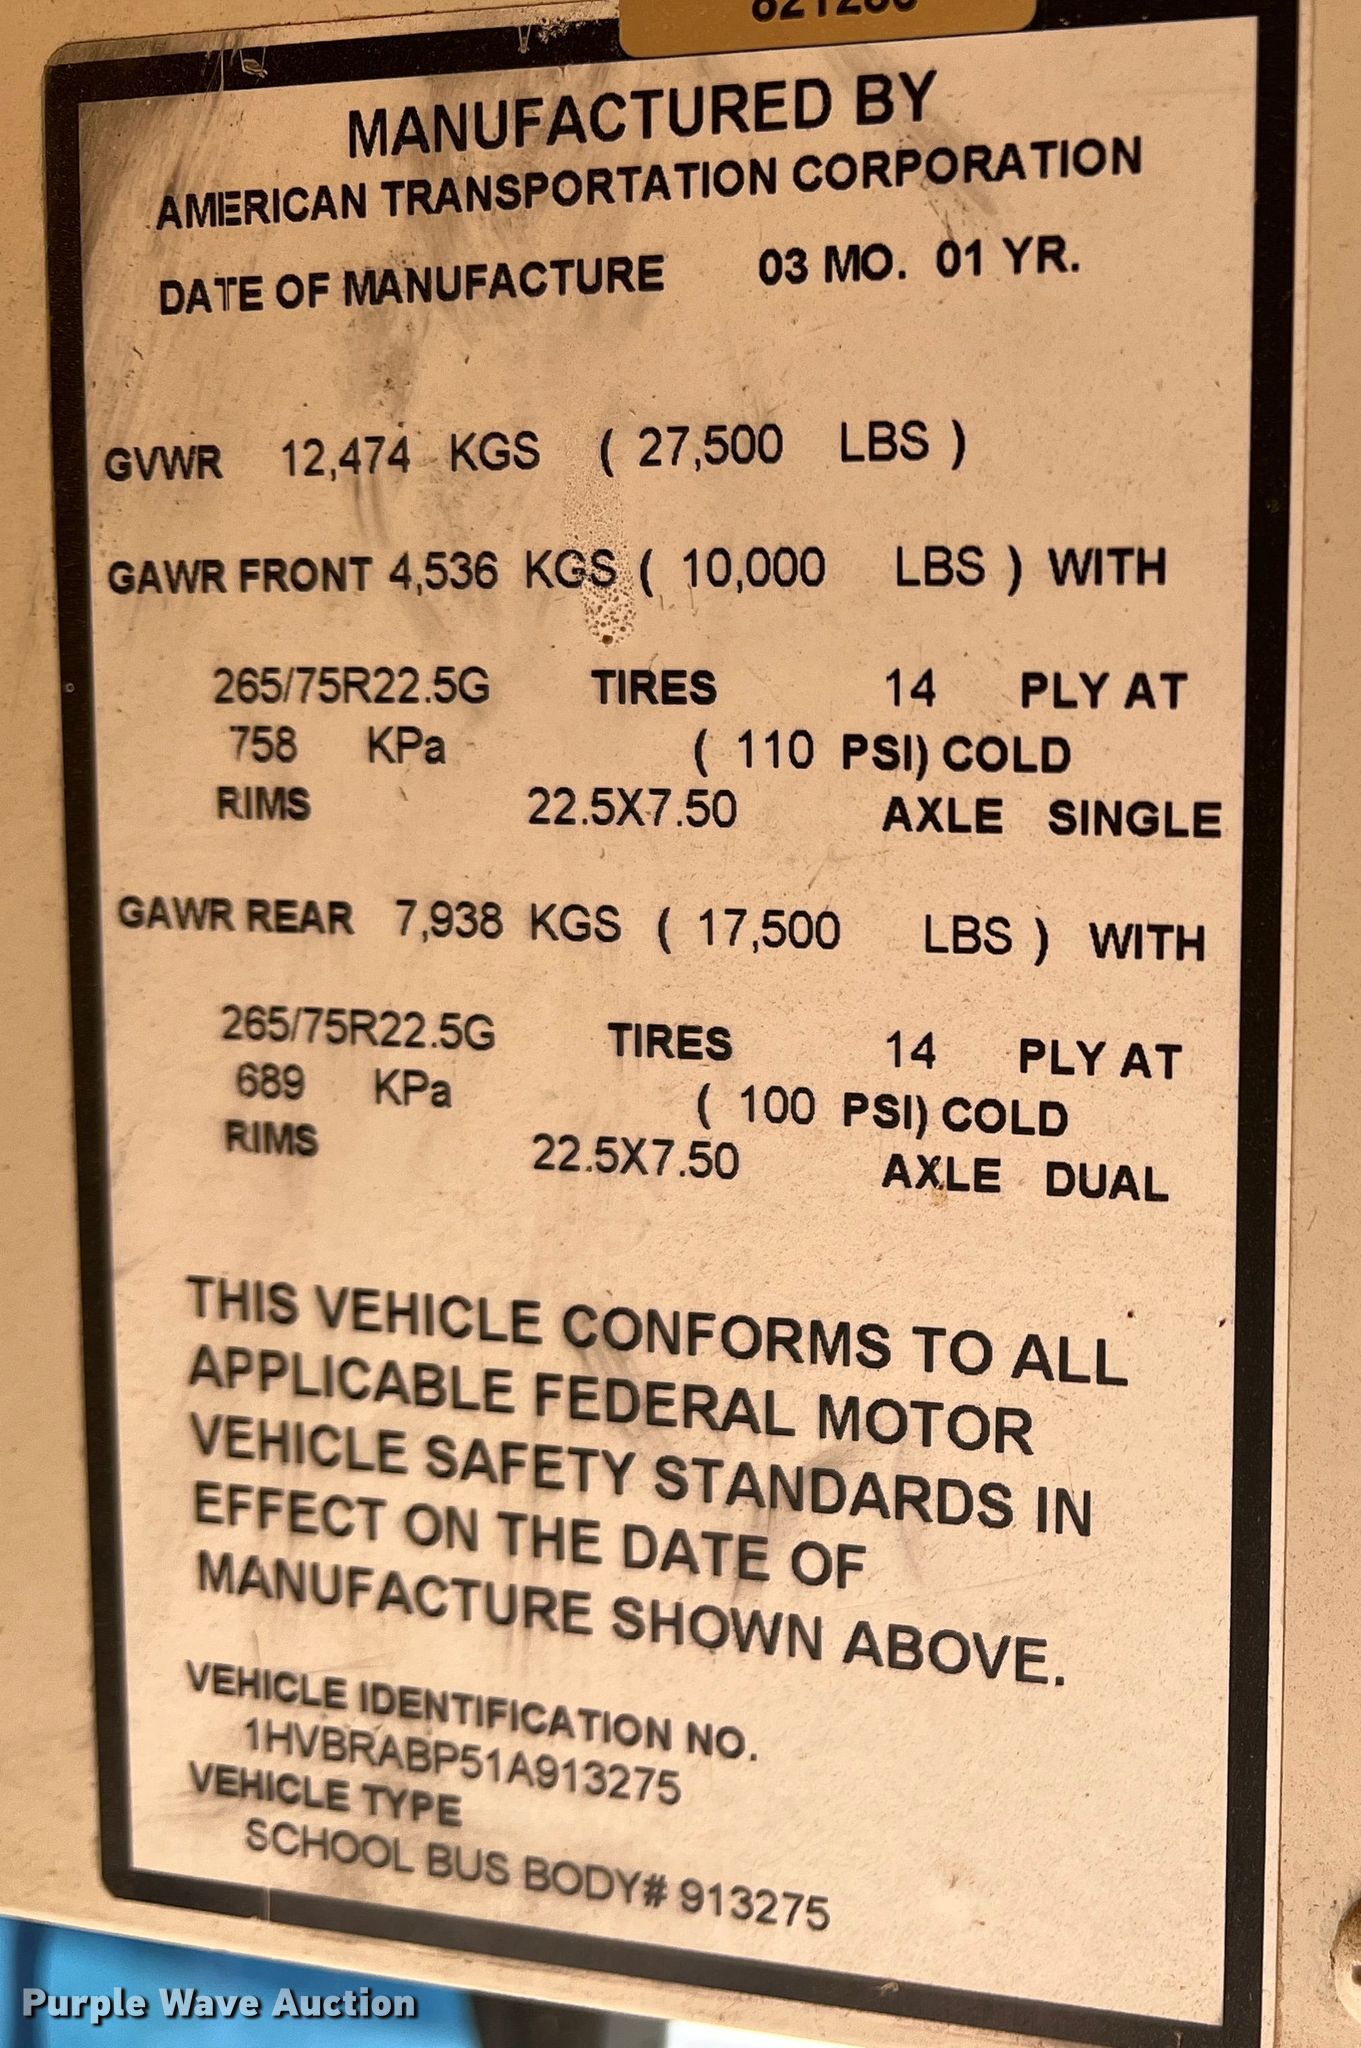 MANUFACTURED BY
AMERICAN TRANSPORTATION CORPORATION
DATE OF MANUFACTURE 03 MO. 01 YR.
GVWR 12,474 KGS ( 27,500 LBS )
GAWR FRONT 4,536 KGS ( 10,000 LBS ) WITH
265/75R22.5G TIRES 14 PLY AT
758 KPa ( 110 PSI) COLD
RIMS 22.5X7.50 AXLE SINGLE
GAWR REAR 7,938 KGS ( 17,500 LBS ) WITH
265/75R22.5G TIRES 14 PLY AT
689 KPa ( 100 PSI) COLD
RIMS 22.5X7.50 AXLE DUAL
THIS VEHICLE CONFORMS TO ALL
APPLICABLE FEDERAL MOTOR
VEHICLE SAFETY STANDARDS IN
EFFECT ON THE DATE OF
MANUFACTURE SHOWN ABOVE.
VEHICLE IDENTIFICATION NO.
1HVBRABP51A913275
VEHICLE TYPE
SCHOOL BUS BODY# 913275
Purple Wave Auction